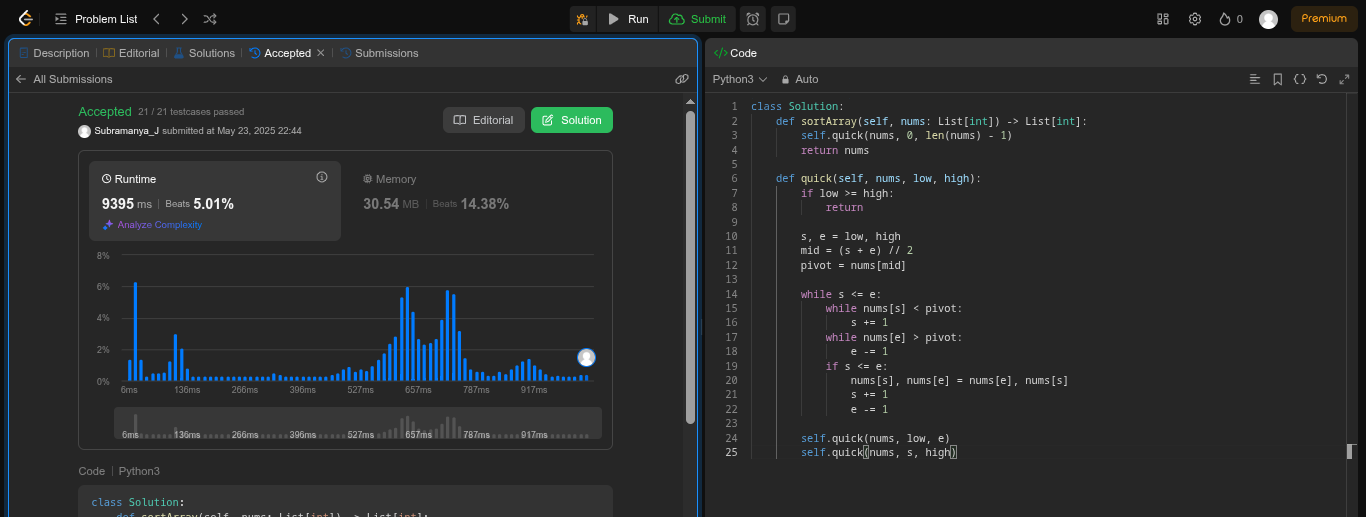 Problem List
Run
Submit
0
Premium
Description
Editorial
Solutions
Accepted
Submissions
All Submissions
Accepted 21 / 21 testcases passed
Subramanya_J submitted at May 23, 2025 22:44
Editorial
Solution
Runtime
9395 ms | Beats 5.01%
Analyze Complexity
Memory
30.54 MB | Beats 14.38%
8%
6%
4%
2%
0%
6ms 136ms 266ms 396ms 527ms 657ms 787ms 917ms
6ms 136ms 266ms 396ms 527ms 657ms 787ms 917ms
Code | Python3
class Solution:
def sortArray(self, nums: List[int]) -> List[int]:
</> Code
Python3
Auto
1 class Solution:
2 def sortArray(self, nums: List[int]) -> List[int]:
3 self.quick(nums, 0, len(nums) - 1)
4 return nums
5
6 def quick(self, nums, low, high):
7 if low >= high:
8 return
9
10 s, e = low, high
11 mid = (s + e) // 2
12 pivot = nums[mid]
13
14 while s <= e:
15 while nums[s] < pivot:
16 s += 1
17 while nums[e] > pivot:
18 e -= 1
19 if s <= e:
20 nums[s], nums[e] = nums[e], nums[s]
21 s += 1
22 e -= 1
23
24 self.quick(nums, low, e)
25 self.quick(nums, s, high)